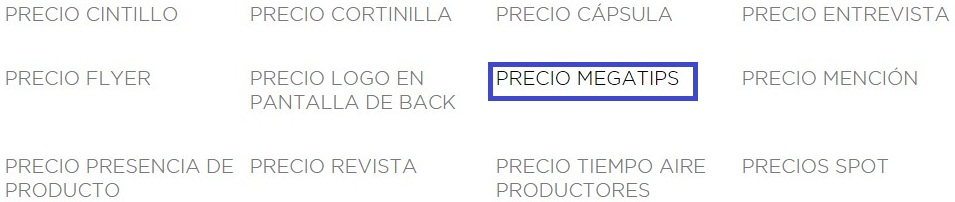 PRECIO CINTILLO
PRECIO CORTINILLA
PRECIO CÁPSULA
PRECIO ENTREVISTA
PRECIO FLYER
PRECIO LOGO EN
PANTALLA DE BACK
PRECIO MEGATIPS
PRECIO MENCIÓN
PRECIO PRESENCIA DE
PRODUCTO
PRECIO REVISTA
PRECIO TIEMPO AIRE
PRODUCTORES
PRECIOS SPOT